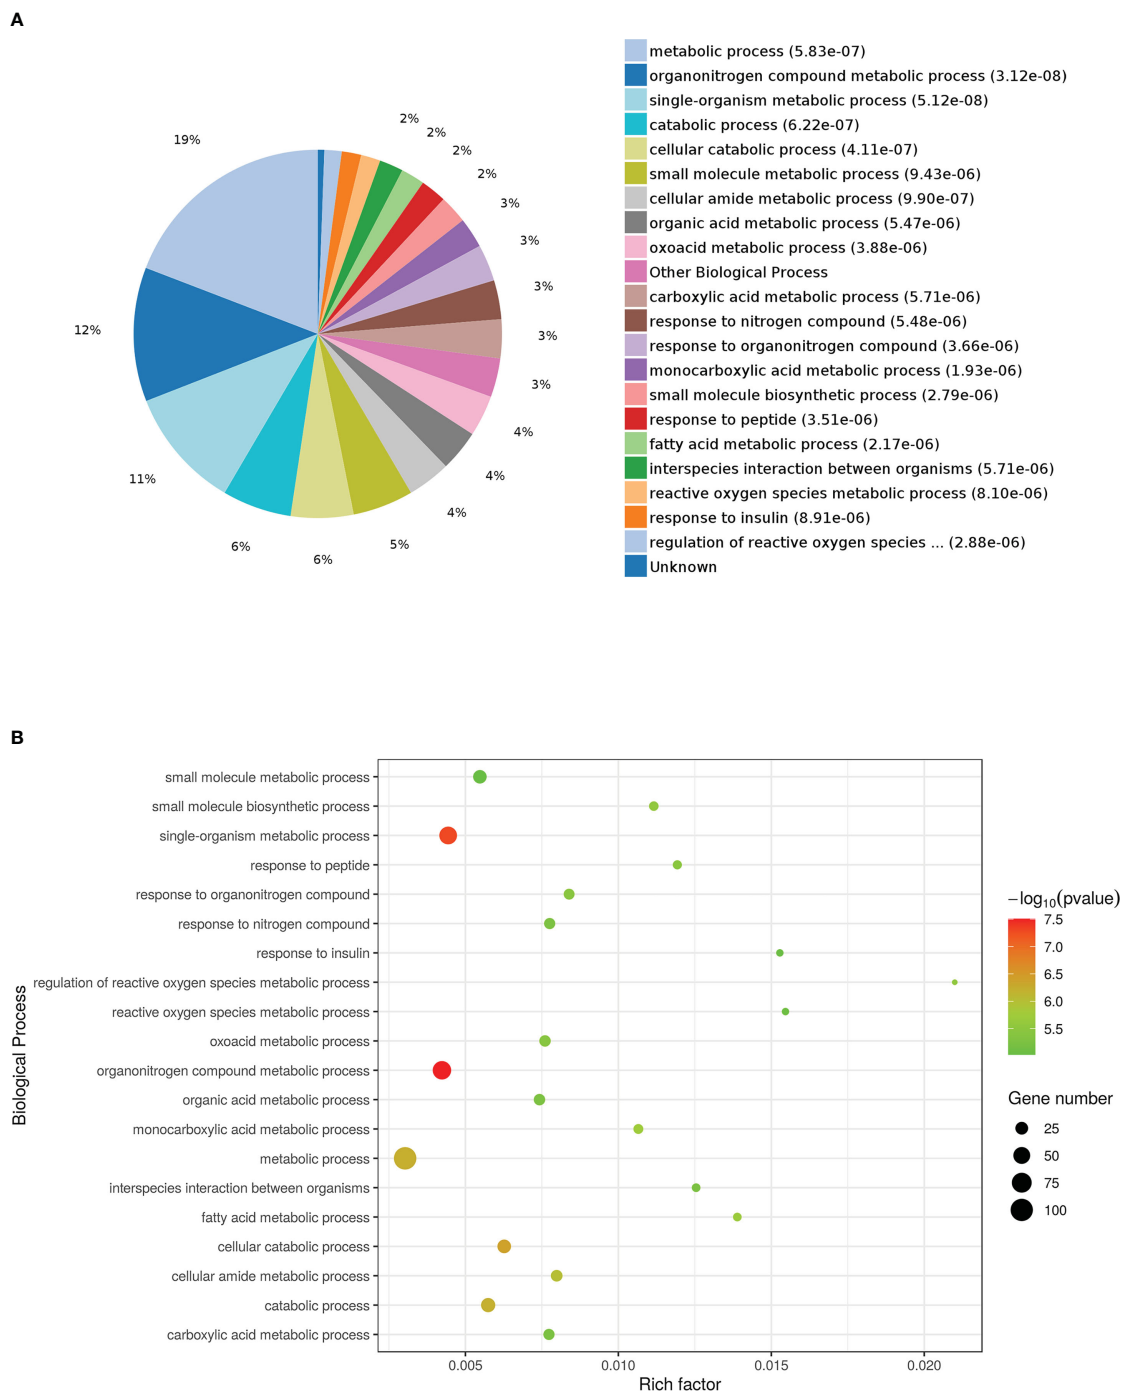 A
2%
2%
19%
2%
2%
3%
3%
3%
12%
3%
3%
4%
4%
11%
4%
5%
6%
6%
metabolic process (5.83e-07)
organonitrogen compound metabolic process (3.12e-08)
single-organism metabolic process (5.12e-08)
catabolic process (6.22e-07)
cellular catabolic process (4.11e-07)
small molecule metabolic process (9.43e-06)
cellular amide metabolic process (9.90e-07)
organic acid metabolic process (5.47e-06)
oxoacid metabolic process (3.88e-06)
Other Biological Process
carboxylic acid metabolic process (5.71e-06)
response to nitrogen compound (5.48e-06)
response to organonitrogen compound (3.66e-06)
monocarboxylic acid metabolic process (1.93e-06)
small molecule biosynthetic process (2.79e-06)
response to peptide (3.51e-06)
fatty acid metabolic process (2.17e-06)
interspecies interaction between organisms (5.71e-06)
reactive oxygen species metabolic process (8.10e-06)
response to insulin (8.91e-06)
regulation of reactive oxygen species ... (2.88e-06)
Unknown
B
Biological Process
small molecule metabolic process
small molecule biosynthetic process
single-organism metabolic process
response to peptide
response to organonitrogen compound
response to nitrogen compound
response to insulin
regulation of reactive oxygen species metabolic process
reactive oxygen species metabolic process
oxoacid metabolic process
organonitrogen compound metabolic process
organic acid metabolic process
monocarboxylic acid metabolic process
metabolic process
interspecies interaction between organisms
fatty acid metabolic process
cellular catabolic process
cellular amide metabolic process
catabolic process
carboxylic acid metabolic process
0.005 0.010 0.015 0.020
Rich factor
−log₁₀(pvalue)
7.5
7.0
6.5
6.0
5.5
Gene number
25
50
75
100